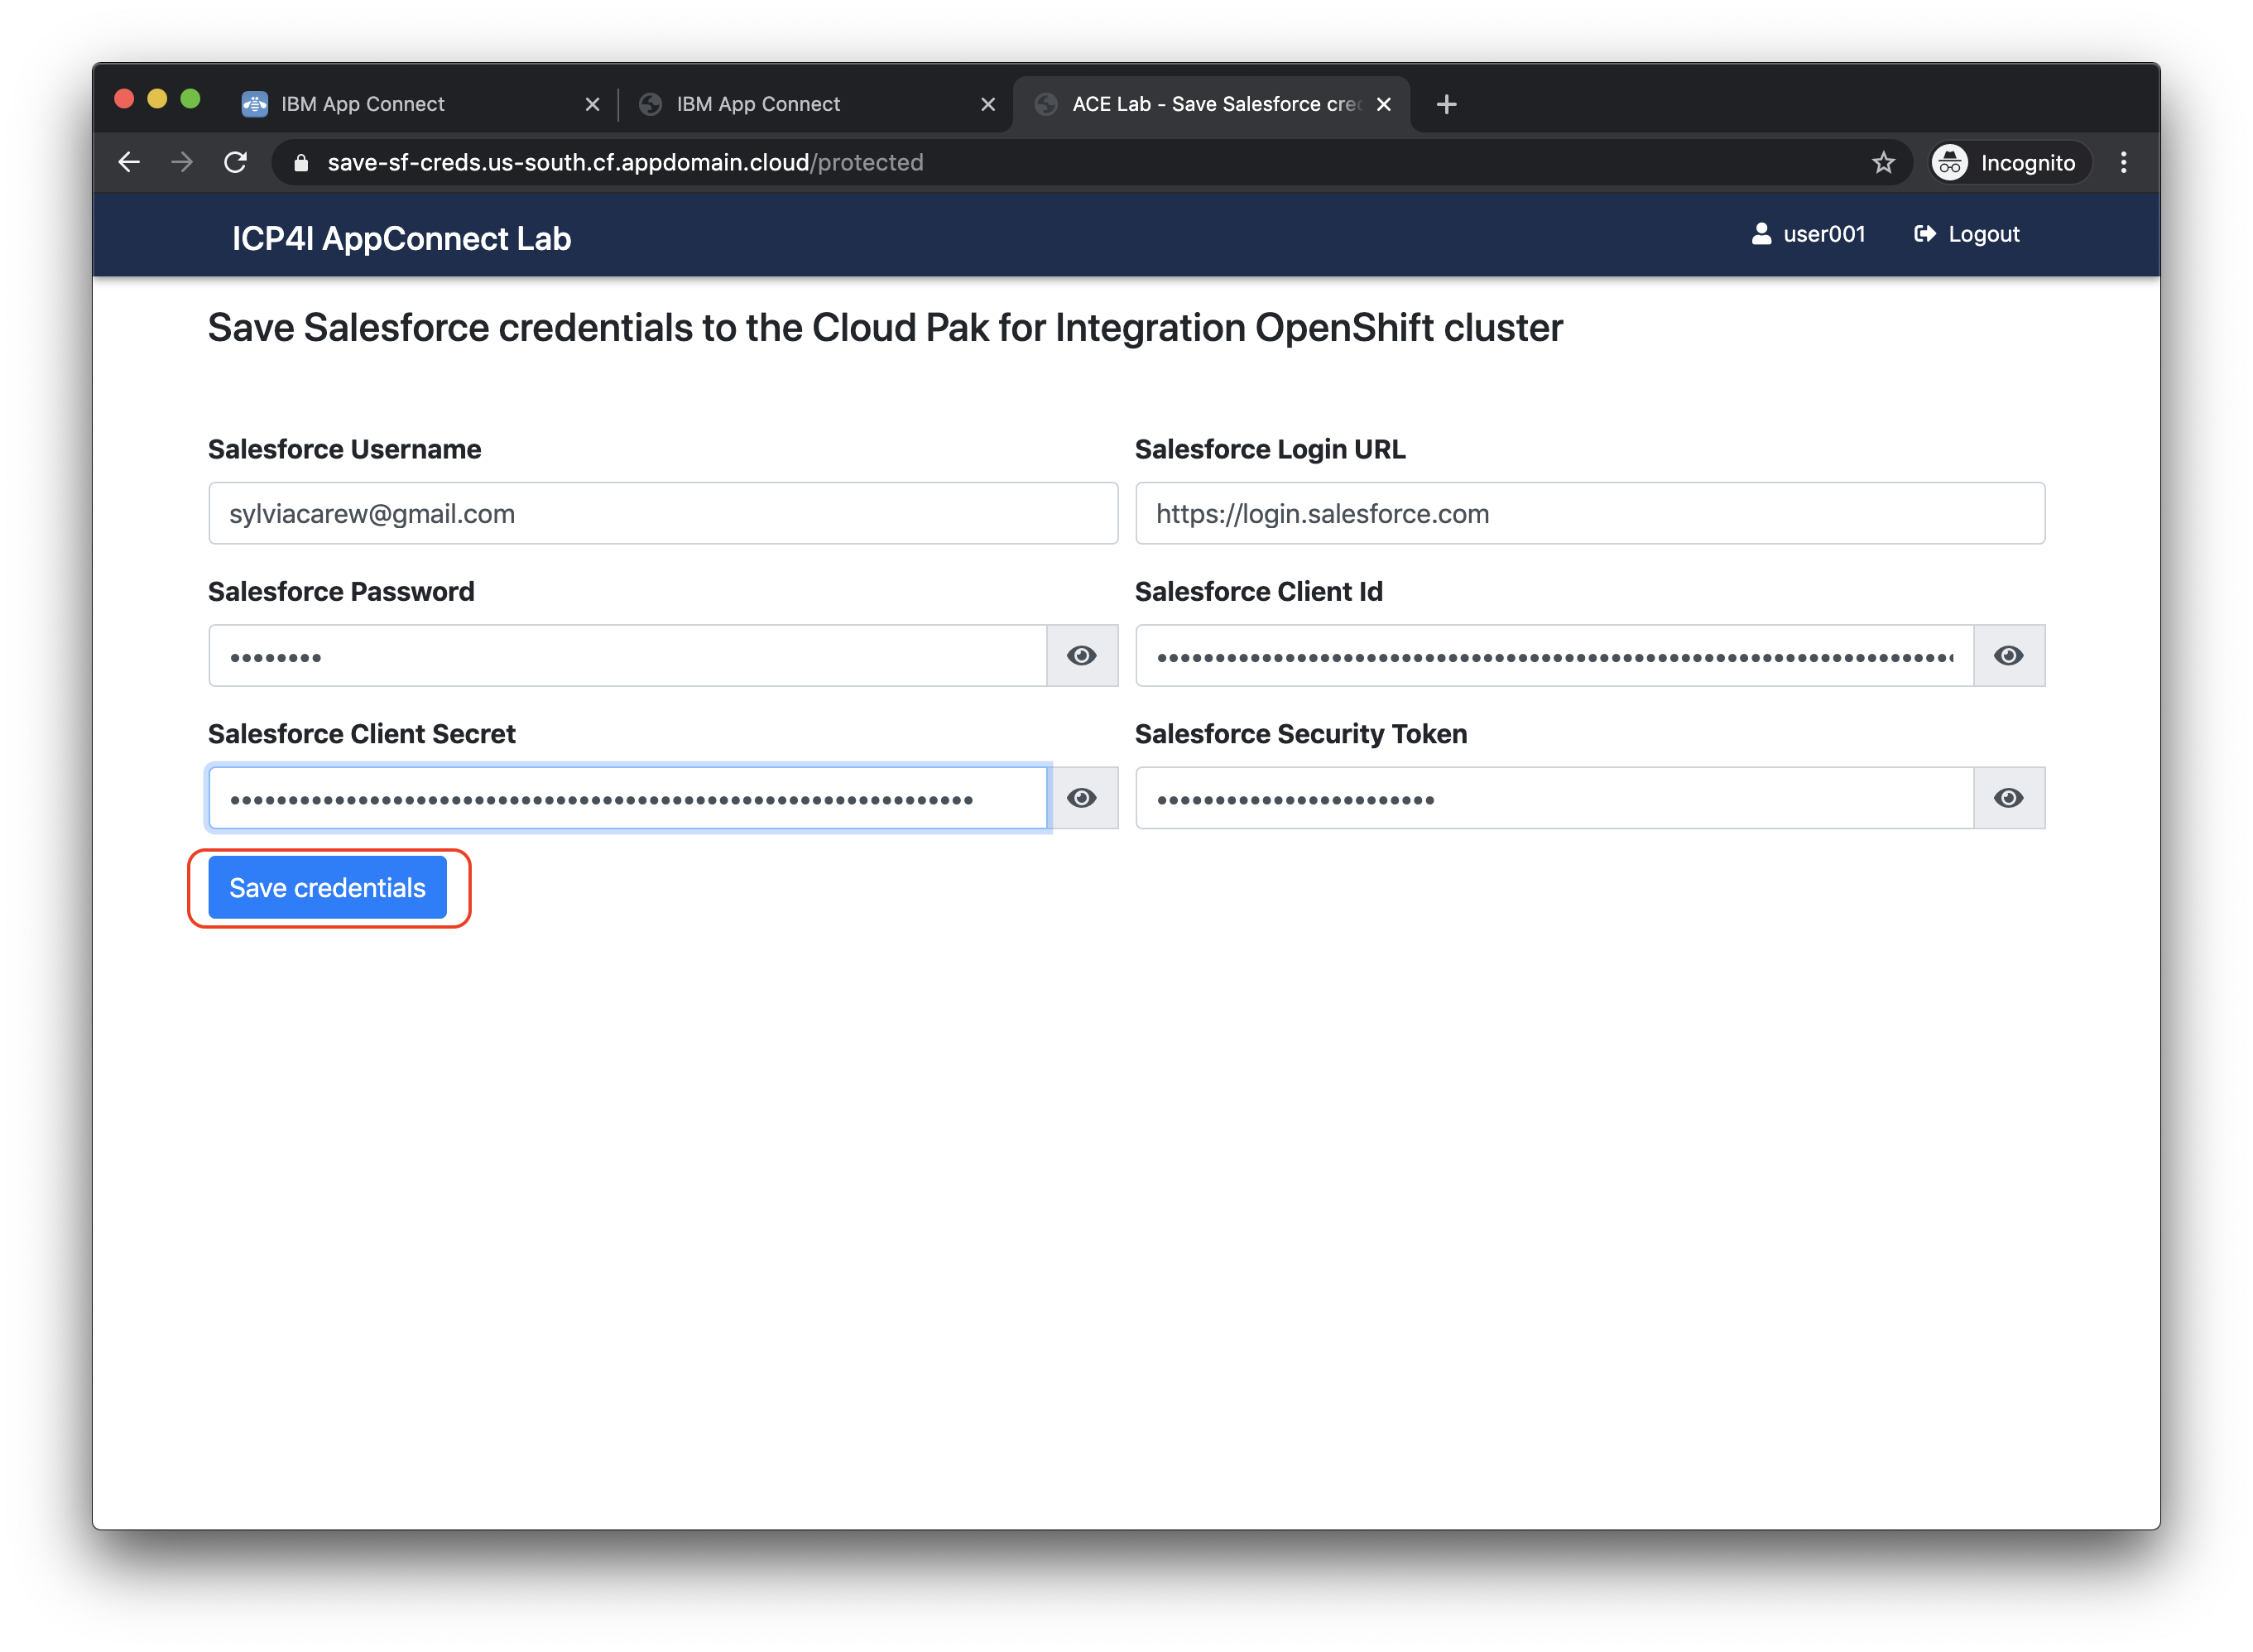 IBM App Connect
IBM App Connect
ACE Lab - Save Salesforce cre
save-sf-creds.us-south.cf.appdomain.cloud/protected
Incognito
ICP4I AppConnect Lab
user001
Logout
Save Salesforce credentials to the Cloud Pak for Integration OpenShift cluster
Salesforce Username
Salesforce Login URL
sylviacarew@gmail.com
https://login.salesforce.com
Salesforce Password
Salesforce Client Id
Salesforce Client Secret
Salesforce Security Token
Save credentials